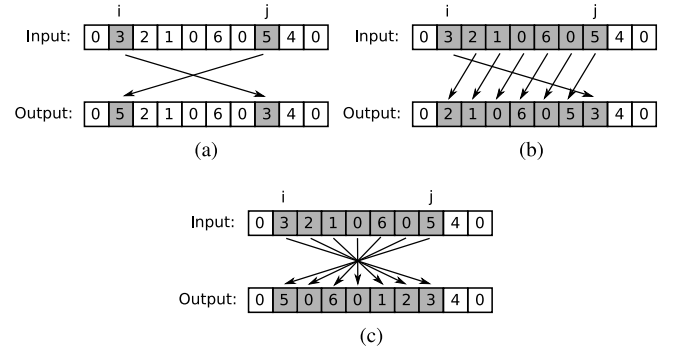 i j
Input: 0 3 2 1 0 6 0 5 4 0
Output: 0 5 2 1 0 6 0 3 4 0
(a)
i j
Input: 0 3 2 1 0 6 0 5 4 0
Output: 0 2 1 0 6 0 5 3 4 0
(b)
i j
Input: 0 3 2 1 0 6 0 5 4 0
Output: 0 5 0 6 0 1 2 3 4 0
(c)